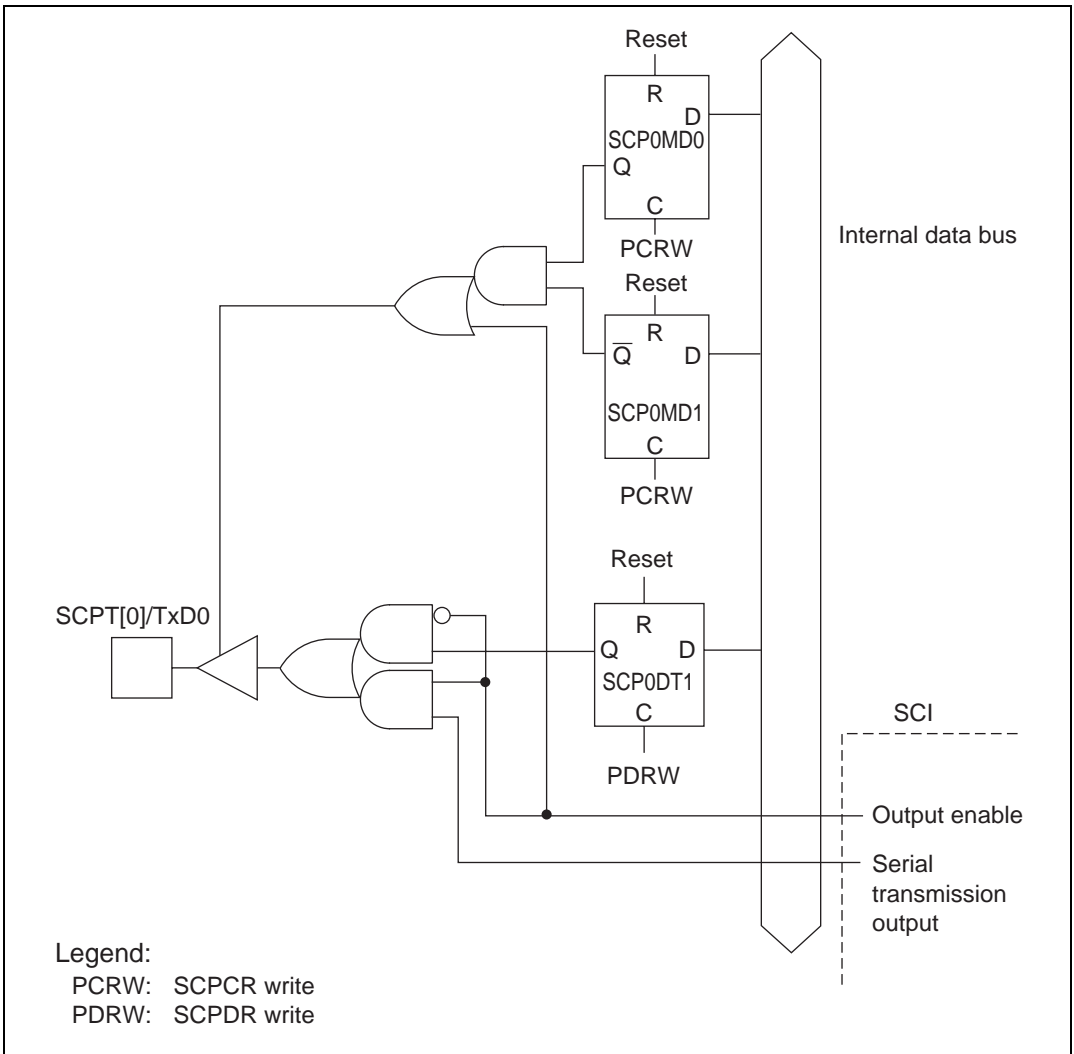 Reset
R
D
SCP0MD0
Q
C
PCRW
Internal data bus
Reset
R
Q̅
D
SCP0MD1
C
PCRW
Reset
SCPT[0]/TxD0
R
Q
D
SCP0DT1
C
SCI
PDRW
Output enable
Serial
transmission
output
Legend:
PCRW: SCPCR write
PDRW: SCPDR write